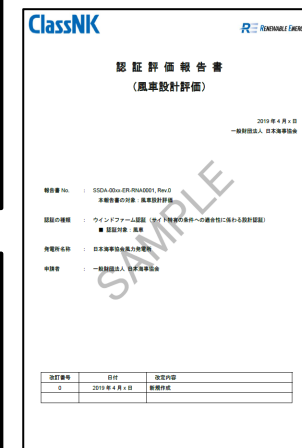 ClassNK
RENEWABLE ENER
認 証 評 価 報 告 書
(風車設計評価)
2019 年 4 月 x 日
一般財団法人 日本海事協会
報告書 No. : SSDA-00xx-ER-RNA0001, Rev.0
本報告書の対象:風車設計評価
認証の種類 : ウインドファーム認証 (サイト特有の条件への適合性に係わる設計認証)
■ 認証対象:風車
発電所名称 : 日本海事協会風力発電所
申請者 : 一般財団法人 日本海事協会
SAMPLE
改訂番号 日付 改定内容
0 2019 年 4 月 x 日 新規作成